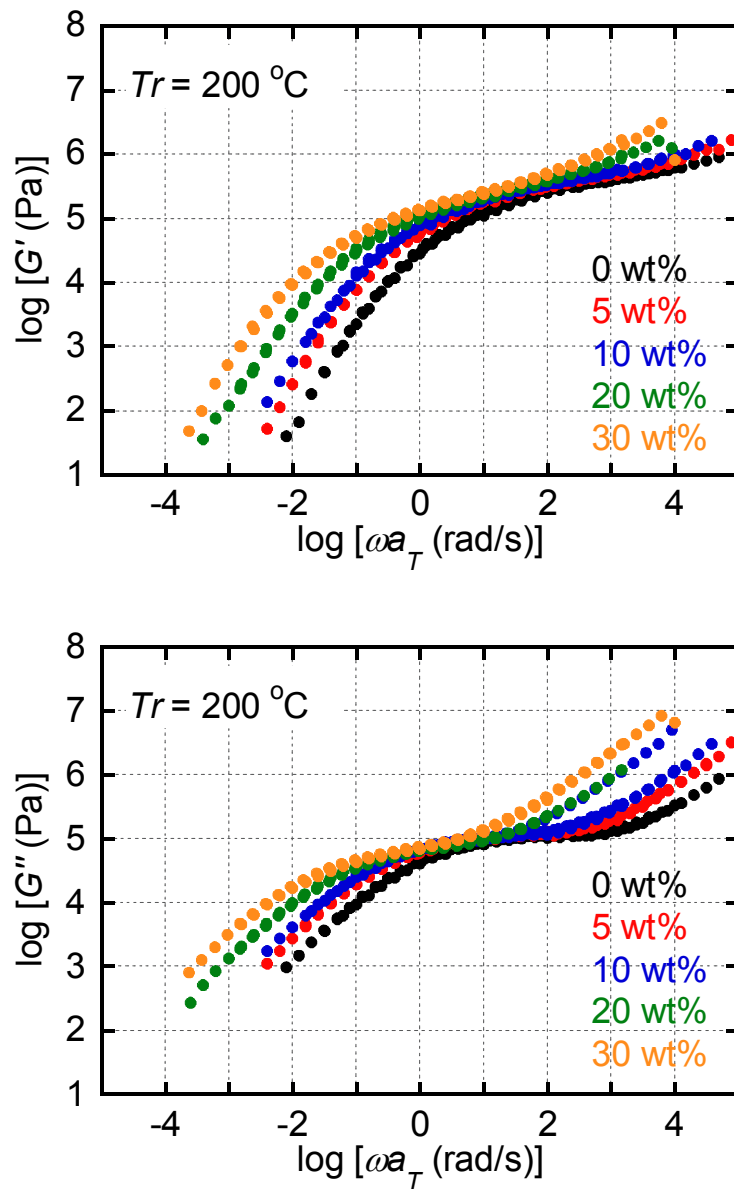 8
7
6
5
4
3
2
1
log [G' (Pa)]
Tr = 200 °C
0 wt%
5 wt%
10 wt%
20 wt%
30 wt%
-4 -2 0 2 4
log [ωa_T (rad/s)]
8
7
6
5
4
3
2
1
log [G" (Pa)]
Tr = 200 °C
0 wt%
5 wt%
10 wt%
20 wt%
30 wt%
-4 -2 0 2 4
log [ωa_T (rad/s)]